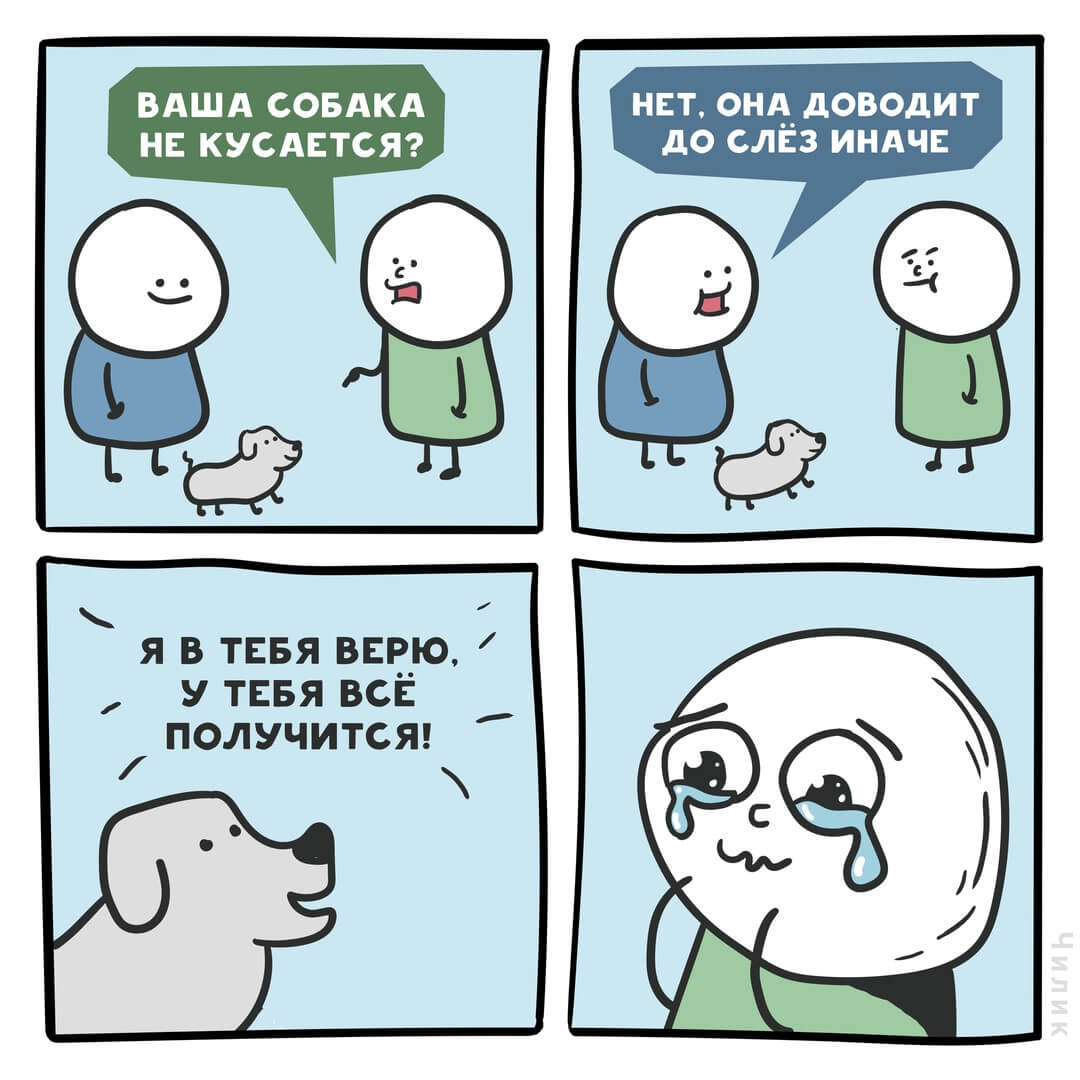 ВАША СОБАКА
НЕ КУСАЕТСЯ?
НЕТ, ОНА ДОВОДИТ
ДО СЛЁЗ ИНАЧЕ
Я В ТЕБЯ ВЕРЮ,
У ТЕБЯ ВСЁ
ПОЛУЧИТСЯ!
Чилик